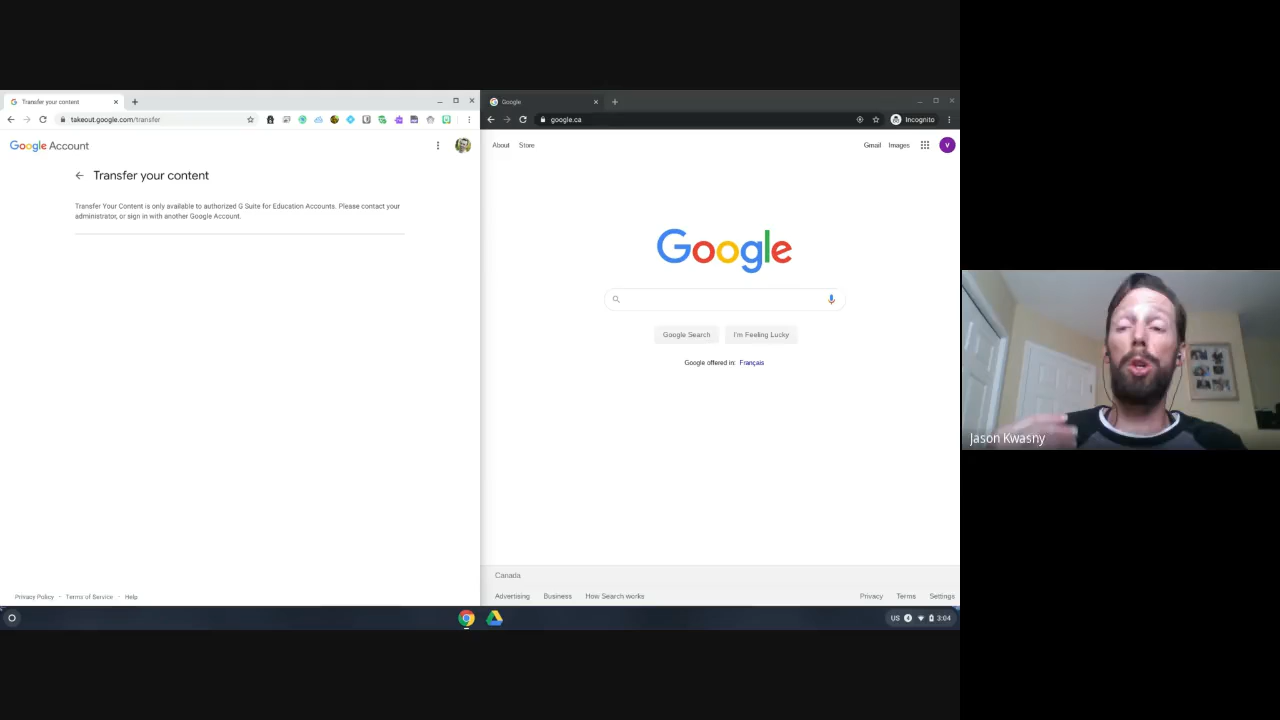 Transfer your content
takeout.google.com/transfer
Google Account
Transfer your content
Transfer Your Content is only available to authorized G Suite for Education Accounts. Please contact your
administrator, or sign in with another Google Account.
Privacy Policy · Terms of Service · Help
Google
google.ca
Incognito
About Store
Gmail Images
V
Google
Google Search I'm Feeling Lucky
Google offered in: Français
Canada
Advertising Business How Search works
Privacy Terms Settings
US 3:04
Jason Kwasny